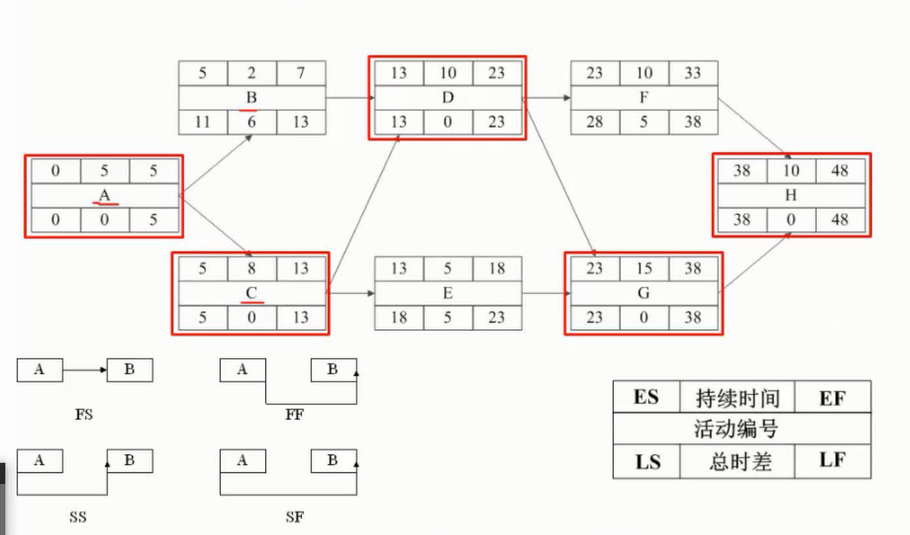 5 2 7
B
11 6 13
13 10 23
D
13 0 23
23 10 33
F
28 5 38
0 5 5
A
0 0 5
38 10 48
H
38 0 48
5 8 13
C
5 0 13
13 5 18
E
18 5 23
23 15 38
G
23 0 38
A B
FS
A B
FF
A B
SS
A B
SF
ES 持续时间 EF
活动编号
LS 总时差 LF